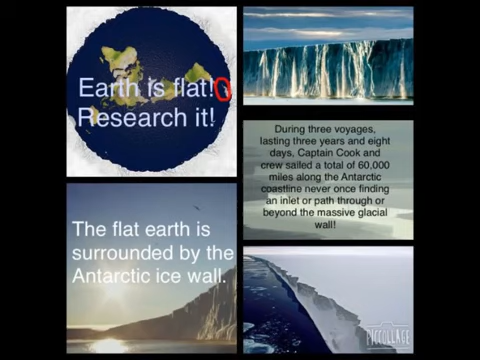 Earth is flat!
Research it!
During three voyages,
lasting three years and eight
days, Captain Cook and
crew sailed a total of 60,000
miles along the Antarctic
coastline never once finding
an inlet or path through or
beyond the massive glacial
wall!
The flat earth is
surrounded by the
Antarctic ice wall.
PIC COLLAGE